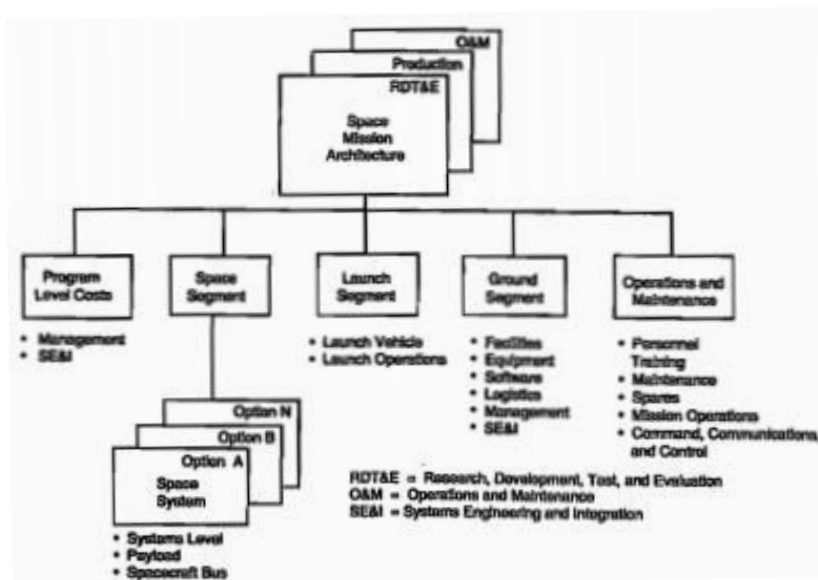 O&M
Production
RDT&E
Space
Mission
Architecture
Program
Level Costs
Space
Segment
Launch
Segment
Ground
Segment
Operations and
Maintenance
• Management
• SE&I
• Launch Vehicle
• Launch Operations
• Facilities
• Equipment
• Software
• Logistics
• Management
• SE&I
• Personnel
Training
• Maintenance
• Spares
• Mission Operations
• Command, Communications,
and Control
Option N
Option B
Option A
Space
System
• Systems Level
• Payload
• Spacecraft Bus
RDT&E = Research, Development, Test, and Evaluation
O&M = Operations and Maintenance
SE&I = Systems Engineering and Integration